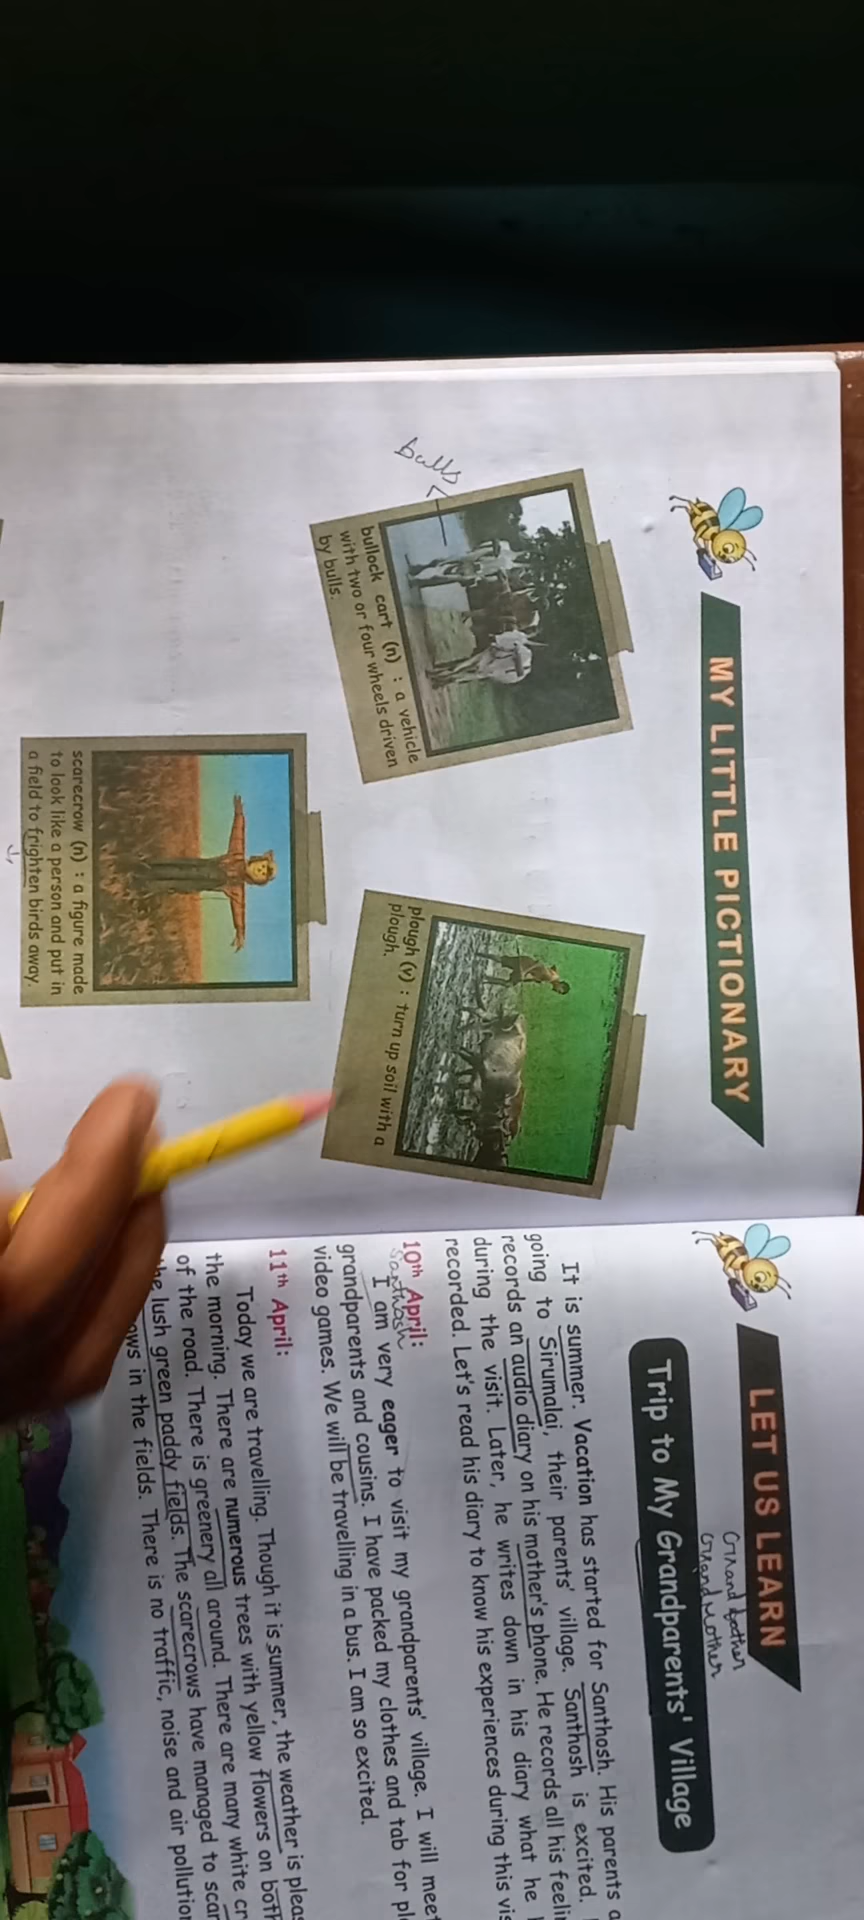 MY LITTLE PICTIONARY
bulls
bullock cart (n) : a vehicle
with two or four wheels driven
by bulls.
plough (v) : turn up soil with a
plough.
scarecrow (n) : a figure made
to look like a person and put in
a field to frighten birds away.
LET US LEARN
Grand Mother
Trip to My Grandparents' Village
It is summer. Vacation has started for Santhosh. His parents
going to Sirumalai, their parents' village. Santhosh is excited.
records an audio diary on his mother's phone. He records all his
during the visit. Later, he writes down in his diary what he
recorded. Let's read his diary to know his experiences during this
10th April:
Santhosh
I am very eager to visit my grandparents' village. I will meet
grandparents and cousins. I have packed my clothes and tab for
video games. We will be travelling in a bus. I am so excited.
11th April:
Today we are travelling. Though it is summer, the weather is
the morning. There are numerous trees with yellow flowers on
of the road. There is greenery all around. There are many white
the lush green paddy fields. The scarecrows have managed to
in the fields. There is no traffic, noise and air